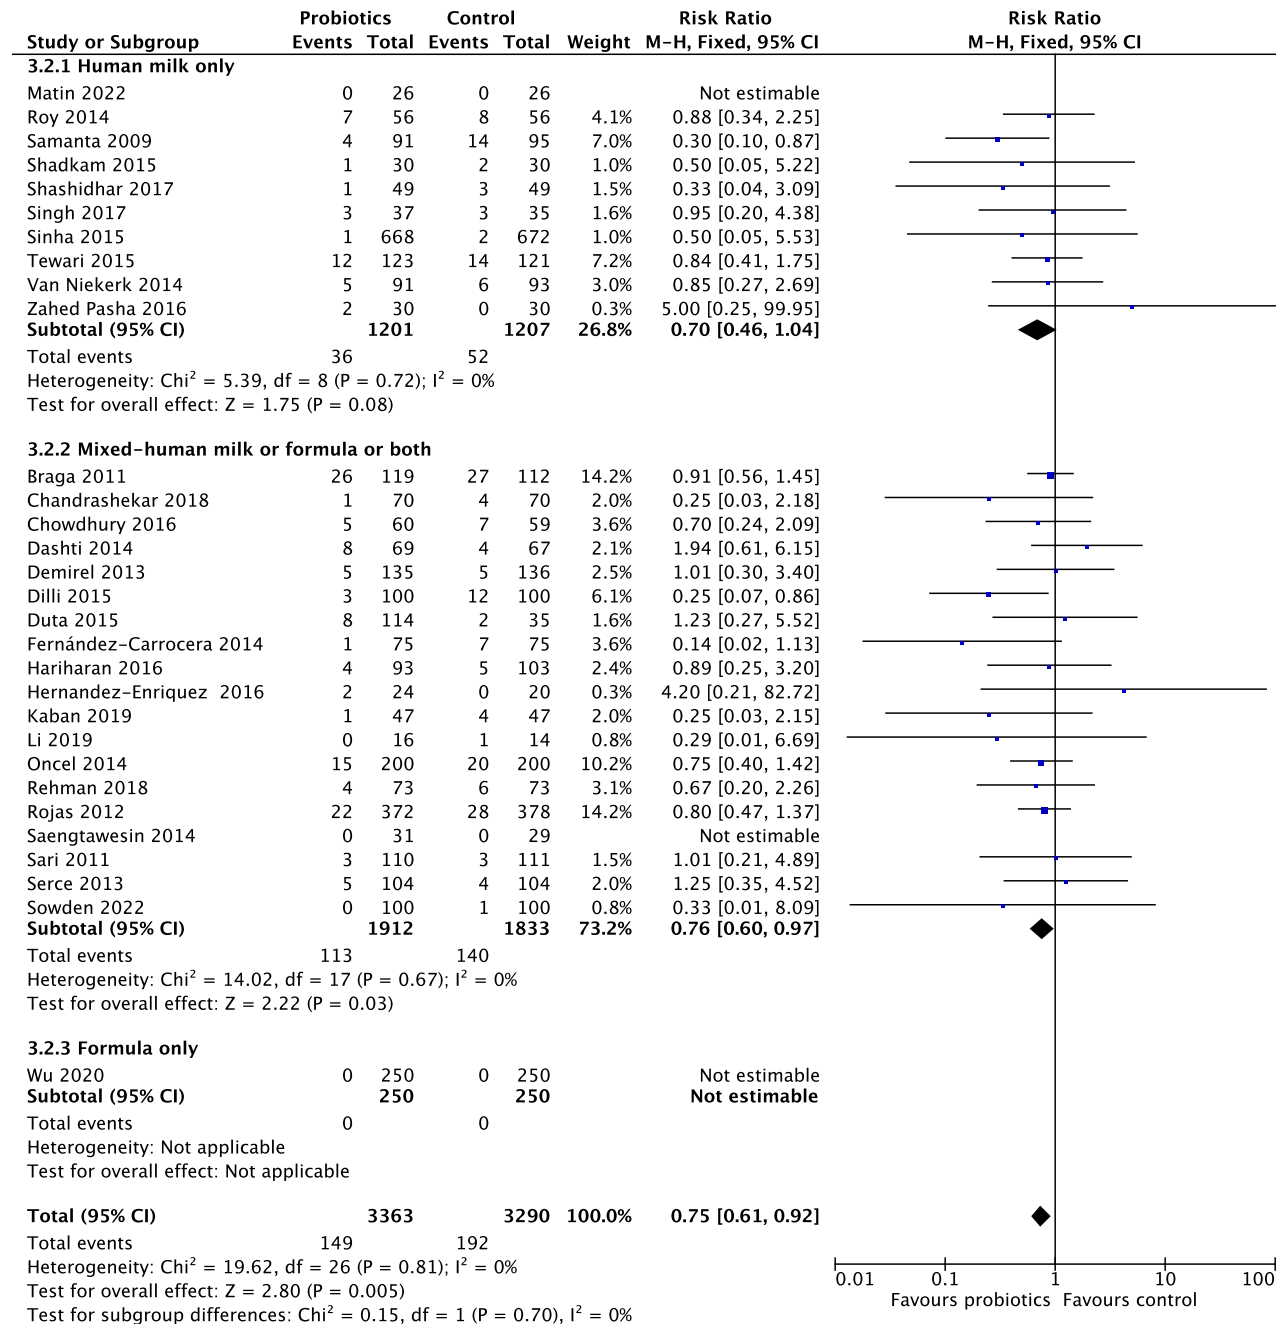 Probiotics Control Risk Ratio Risk Ratio
Study or Subgroup Events Total Events Total Weight M-H, Fixed, 95% CI M-H, Fixed, 95% CI
3.2.1 Human milk only
Matin 2022 0 26 0 26 Not estimable
Roy 2014 7 56 8 56 4.1% 0.88 [0.34, 2.25]
Samanta 2009 4 91 14 95 7.0% 0.30 [0.10, 0.87]
Shadkam 2015 1 30 2 30 1.0% 0.50 [0.05, 5.22]
Shashidhar 2017 1 49 3 49 1.5% 0.33 [0.04, 3.09]
Singh 2017 3 37 3 35 1.6% 0.95 [0.20, 4.38]
Sinha 2015 1 668 2 672 1.0% 0.50 [0.05, 5.53]
Tewari 2015 12 123 14 121 7.2% 0.84 [0.41, 1.75]
Van Niekerk 2014 5 91 6 93 3.0% 0.85 [0.27, 2.69]
Zahed Pasha 2016 2 30 0 30 0.3% 5.00 [0.25, 99.95]
Subtotal (95% CI) 1201 1207 26.8% 0.70 [0.46, 1.04]
Total events 36 52
Heterogeneity: Chi² = 5.39, df = 8 (P = 0.72); I² = 0%
Test for overall effect: Z = 1.75 (P = 0.08)
3.2.2 Mixed-human milk or formula or both
Braga 2011 26 119 27 112 14.2% 0.91 [0.56, 1.45]
Chandrashekar 2018 1 70 4 70 2.0% 0.25 [0.03, 2.18]
Chowdhury 2016 5 60 7 59 3.6% 0.70 [0.24, 2.09]
Dashti 2014 8 69 4 67 2.1% 1.94 [0.61, 6.15]
Demirel 2013 5 135 5 136 2.5% 1.01 [0.30, 3.40]
Dilli 2015 3 100 12 100 6.1% 0.25 [0.07, 0.86]
Duta 2015 8 114 2 35 1.6% 1.23 [0.27, 5.52]
Fernández-Carrocera 2014 1 75 7 75 3.6% 0.14 [0.02, 1.13]
Hariharan 2016 4 93 5 103 2.4% 0.89 [0.25, 3.20]
Hernandez-Enriquez 2016 2 24 0 20 0.3% 4.20 [0.21, 82.72]
Kaban 2019 1 47 4 47 2.0% 0.25 [0.03, 2.15]
Li 2019 0 16 1 14 0.8% 0.29 [0.01, 6.69]
Oncel 2014 15 200 20 200 10.2% 0.75 [0.40, 1.42]
Rehman 2018 4 73 6 73 3.1% 0.67 [0.20, 2.26]
Rojas 2012 22 372 28 378 14.2% 0.80 [0.47, 1.37]
Saengtawesin 2014 0 31 0 29 Not estimable
Sari 2011 3 110 3 111 1.5% 1.01 [0.21, 4.89]
Serce 2013 5 104 4 104 2.0% 1.25 [0.35, 4.52]
Sowden 2022 0 100 1 100 0.8% 0.33 [0.01, 8.09]
Subtotal (95% CI) 1912 1833 73.2% 0.76 [0.60, 0.97]
Total events 113 140
Heterogeneity: Chi² = 14.02, df = 17 (P = 0.67); I² = 0%
Test for overall effect: Z = 2.22 (P = 0.03)
3.2.3 Formula only
Wu 2020 0 250 0 250 Not estimable
Subtotal (95% CI) 250 250 Not estimable
Total events 0 0
Heterogeneity: Not applicable
Test for overall effect: Not applicable
Total (95% CI) 3363 3290 100.0% 0.75 [0.61, 0.92]
Total events 149 192
Heterogeneity: Chi² = 19.62, df = 26 (P = 0.81); I² = 0%
Test for overall effect: Z = 2.80 (P = 0.005)
Test for subgroup differences: Chi² = 0.15, df = 1 (P = 0.70), I² = 0%
0.01 0.1 1 10 100
Favours probiotics Favours control